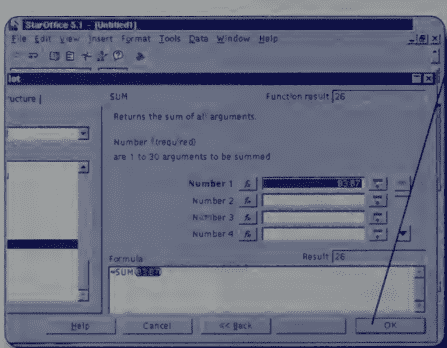 StarOffice 5.1 - [Untitled1]
File Edit View Insert Format Tools Data Window Help
ucture
SUM
Function result 26
Returns the sum of all arguments.
Number 1(required)
are 1 to 30 arguments to be summed
Number 1
Number 2
Number 3
Number 4
Formula
Result 26
=SUM(
Help Cancel << Back OK